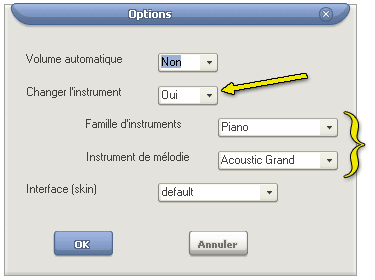 Options
Volume automatique Non
Changer l'instrument Oui
Famille d'instruments Piano
Instrument de mélodie Acoustic Grand
Interface (skin) default
OK Annuler